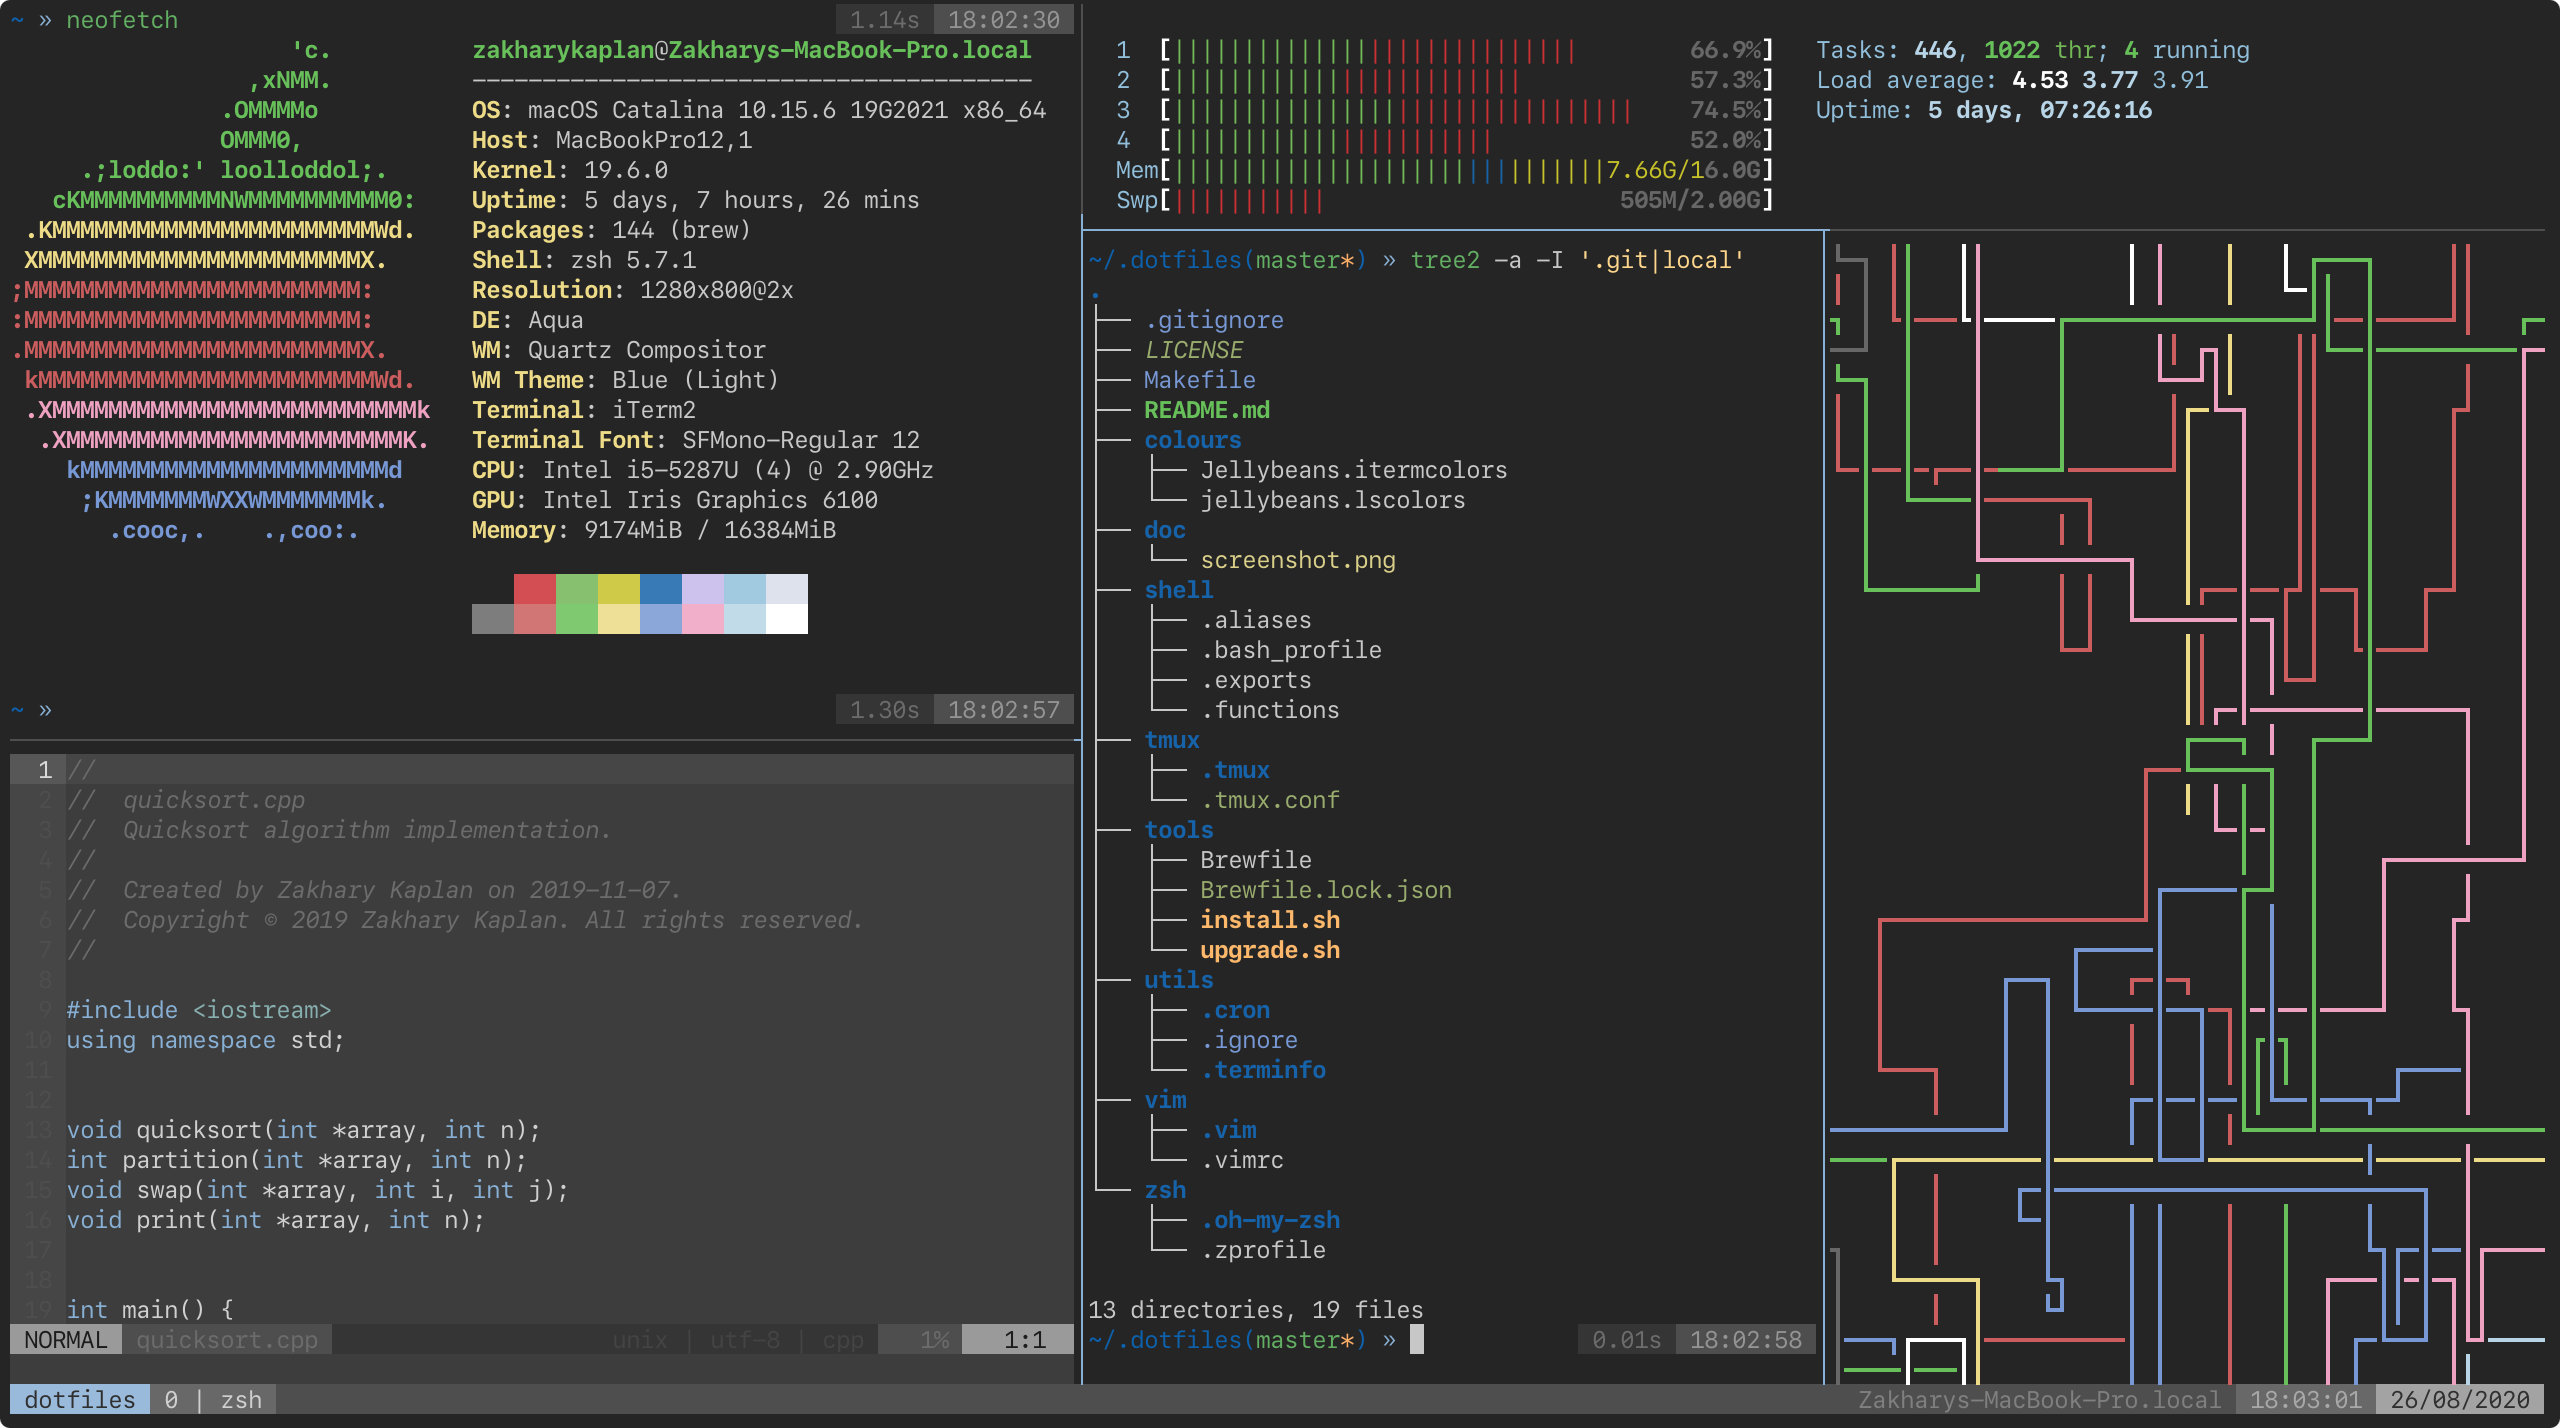 ~ » neofetch 1.14s 18:02:30
'c.
,xNMM.
.OMMMMo
OMMM0,
.;loddo:' loolloddol;.
cKMMMMMMMMMMNWMMMMMMMMMM0:
.KMMMMMMMMMMMMMMMMMMMMMMMWd.
XMMMMMMMMMMMMMMMMMMMMMMMX.
;MMMMMMMMMMMMMMMMMMMMMMMM:
:MMMMMMMMMMMMMMMMMMMMMMMM:
.MMMMMMMMMMMMMMMMMMMMMMMMX.
kMMMMMMMMMMMMMMMMMMMMMMMMWd.
.XMMMMMMMMMMMMMMMMMMMMMMMMMMk
.XMMMMMMMMMMMMMMMMMMMMMMMMK.
kMMMMMMMMMMMMMMMMMMMMMMd
;KMMMMMMMWXXWMMMMMMMk.
.cooc,. .,coo:.
zakharykaplan@Zakharys-MacBook-Pro.local
----------------------------------------
OS: macOS Catalina 10.15.6 19G2021 x86_64
Host: MacBookPro12,1
Kernel: 19.6.0
Uptime: 5 days, 7 hours, 26 mins
Packages: 144 (brew)
Shell: zsh 5.7.1
Resolution: 1280x800@2x
DE: Aqua
WM: Quartz Compositor
WM Theme: Blue (Light)
Terminal: iTerm2
Terminal Font: SFMono-Regular 12
CPU: Intel i5-5287U (4) @ 2.90GHz
GPU: Intel Iris Graphics 6100
Memory: 9174MiB / 16384MiB
~ » 1.30s 18:02:57
1 //
2 // quicksort.cpp
3 // Quicksort algorithm implementation.
4 //
5 // Created by Zakhary Kaplan on 2019-11-07.
6 // Copyright © 2019 Zakhary Kaplan. All rights reserved.
7 //
8
9 #include <iostream>
10 using namespace std;
11
12
13 void quicksort(int *array, int n);
14 int partition(int *array, int n);
15 void swap(int *array, int i, int j);
16 void print(int *array, int n);
17
18
19 int main() {
NORMAL quicksort.cpp unix | utf-8 | cpp 1% 1:1
1 [||||||||||||||||||||||||||||| 66.9%]
2 [||||||||||||||||||||||||| 57.3%]
3 [||||||||||||||||||||||||||||||||| 74.5%]
4 [||||||||||||||||||||||| 52.0%]
Mem[|||||||||||||||||||||||||||||||7.66G/16.0G]
Swp[||||||||||| 505M/2.00G]
Tasks: 446, 1022 thr; 4 running
Load average: 4.53 3.77 3.91
Uptime: 5 days, 07:26:16
~/.dotfiles(master*) » tree2 -a -I '.git|local'
.
├── .gitignore
├── LICENSE
├── Makefile
├── README.md
├── colours
│   ├── Jellybeans.itermcolors
│   └── jellybeans.lscolors
├── doc
│   └── screenshot.png
├── shell
│   ├── .aliases
│   ├── .bash_profile
│   ├── .exports
│   └── .functions
├── tmux
│   ├── .tmux
│   └── .tmux.conf
├── tools
│   ├── Brewfile
│   ├── Brewfile.lock.json
│   ├── install.sh
│   └── upgrade.sh
├── utils
│   ├── .cron
│   ├── .ignore
│   └── .terminfo
├── vim
│   ├── .vim
│   └── .vimrc
└── zsh
    ├── .oh-my-zsh
    └── .zprofile
13 directories, 19 files
~/.dotfiles(master*) » 0.01s 18:02:58
dotfiles 0 | zsh Zakharys-MacBook-Pro.local 18:03:01 26/08/2020